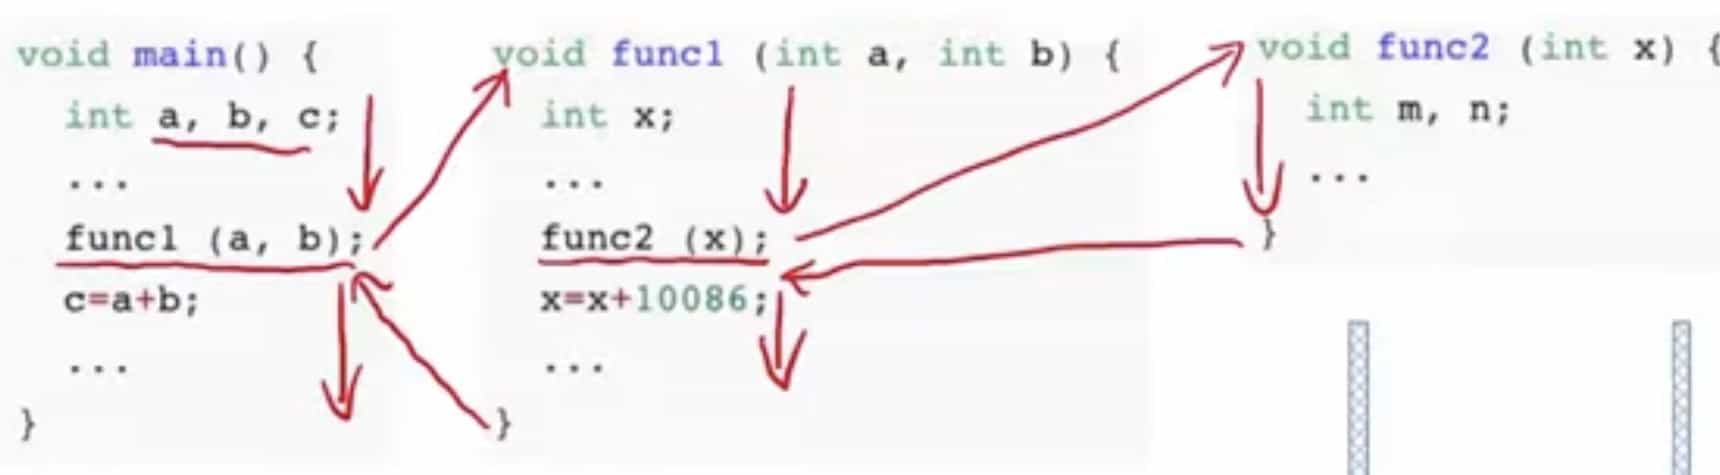 void main() {
int a, b, c;
...
func1 (a, b);
c=a+b;
...
}
void func1 (int a, int b) {
int x;
...
func2 (x);
x=x+10086;
...
}
void func2 (int x) {
int m, n;
...
}